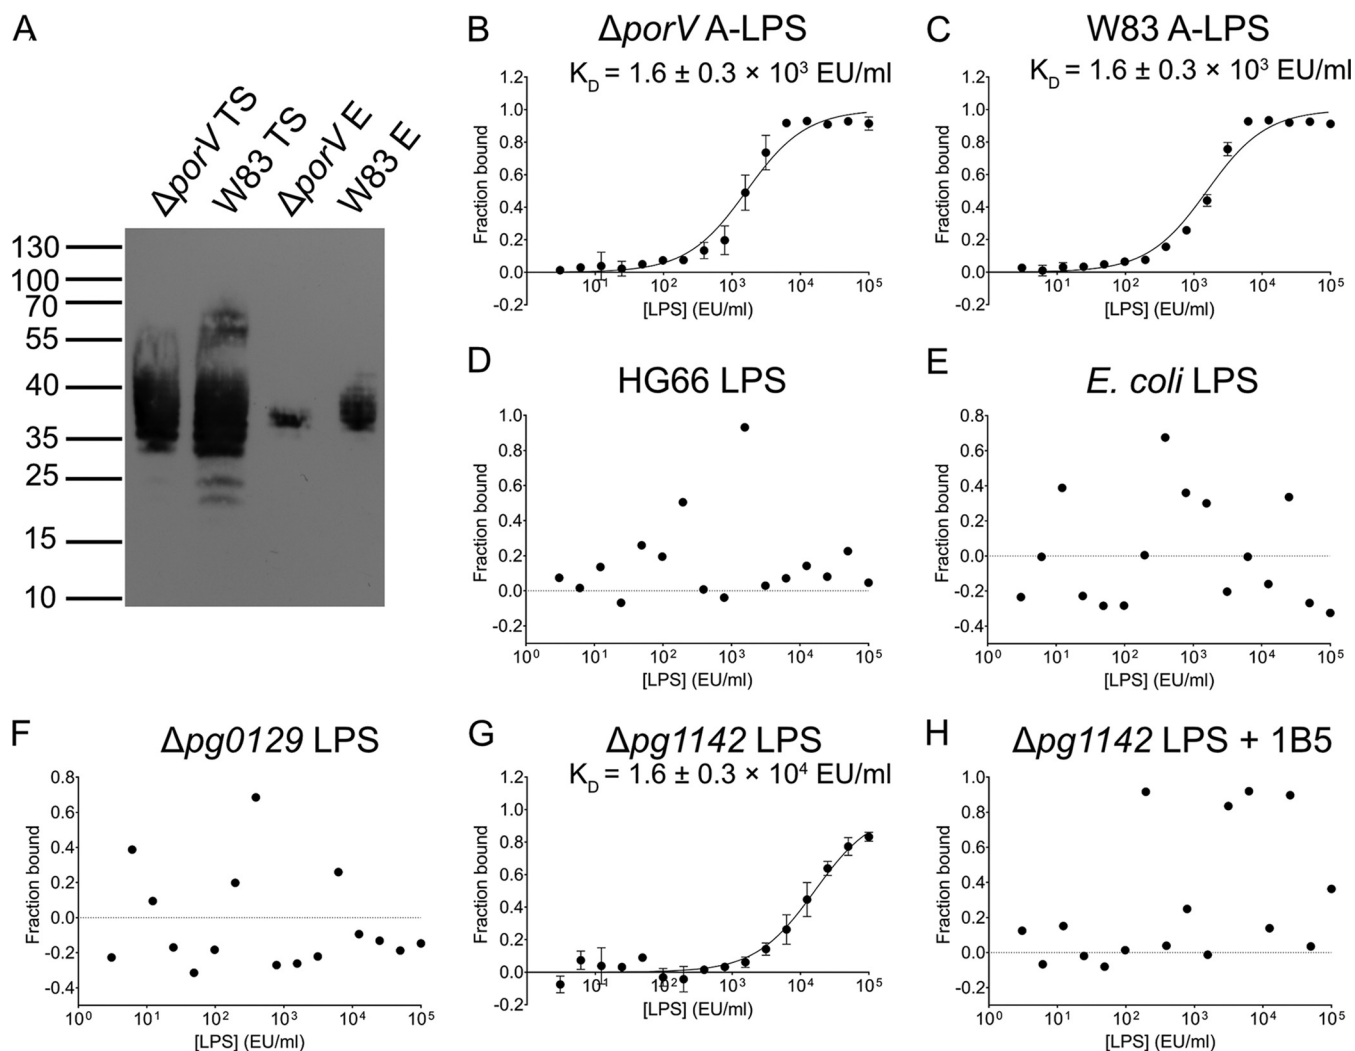 A
ΔporV TS
W83 TS
ΔporV E
W83 E
130
100
70
55
40
35
25
15
10
B
ΔporV A-LPS
K_D = 1.6 ± 0.3 × 10³ EU/ml
Fraction bound
1.2
1.0
0.8
0.6
0.4
0.2
0.0
-0.2
10¹ 10² 10³ 10⁴ 10⁵
[LPS] (EU/ml)
C
W83 A-LPS
K_D = 1.6 ± 0.3 × 10³ EU/ml
Fraction bound
1.2
1.0
0.8
0.6
0.4
0.2
0.0
-0.2
10¹ 10² 10³ 10⁴ 10⁵
[LPS] (EU/ml)
D
HG66 LPS
Fraction bound
1.0
0.8
0.6
0.4
0.2
0.0
-0.2
10⁰ 10¹ 10² 10³ 10⁴ 10⁵
[LPS] (EU/ml)
E
E. coli LPS
Fraction bound
0.8
0.6
0.4
0.2
0.0
-0.2
-0.4
10⁰ 10¹ 10² 10³ 10⁴ 10⁵
[LPS] (EU/ml)
F
Δpg0129 LPS
Fraction bound
0.8
0.6
0.4
0.2
0.0
-0.2
-0.4
10⁰ 10¹ 10² 10³ 10⁴ 10⁵
[LPS] (EU/ml)
G
Δpg1142 LPS
K_D = 1.6 ± 0.3 × 10⁴ EU/ml
Fraction bound
1.2
1.0
0.8
0.6
0.4
0.2
0.0
-0.2
10¹ 10² 10³ 10⁴ 10⁵
[LPS] (EU/ml)
H
Δpg1142 LPS + 1B5
Fraction bound
1.0
0.8
0.6
0.4
0.2
0.0
-0.2
10⁰ 10¹ 10² 10³ 10⁴ 10⁵
[LPS] (EU/ml)